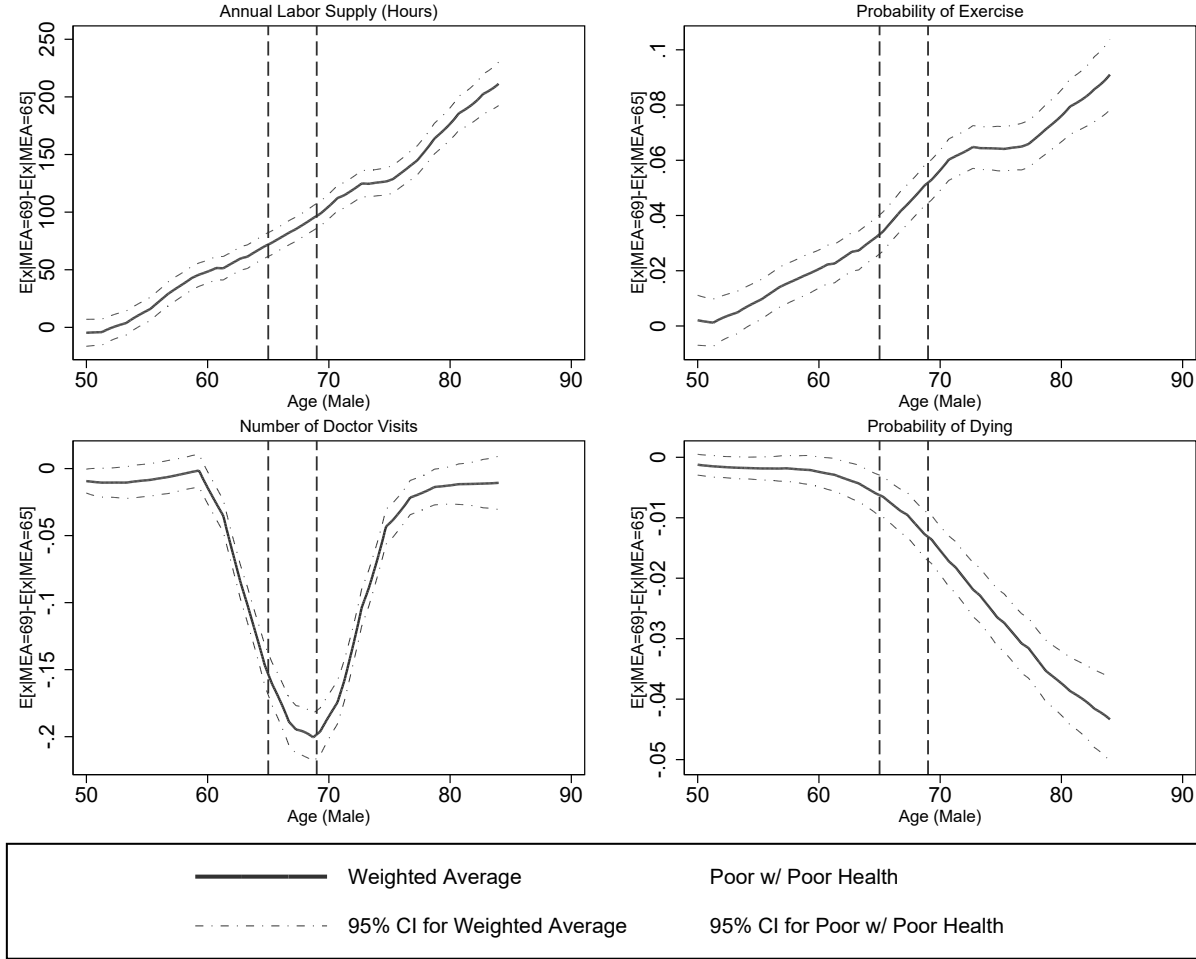 Annual Labor Supply (Hours)
E[x|MEA=69]-E[x|MEA=65]
250
200
150
100
50
0
50 60 70 80 90
Age (Male)
Probability of Exercise
E[x|MEA=69]-E[x|MEA=65]
.1
.08
.06
.04
.02
0
50 60 70 80 90
Age (Male)
Number of Doctor Visits
E[x|MEA=69]-E[x|MEA=65]
0
-.05
-.1
-.15
-.2
50 60 70 80 90
Age (Male)
Probability of Dying
E[x|MEA=69]-E[x|MEA=65]
0
-.01
-.02
-.03
-.04
-.05
50 60 70 80 90
Age (Male)
Weighted Average Poor w/ Poor Health
95% CI for Weighted Average 95% CI for Poor w/ Poor Health